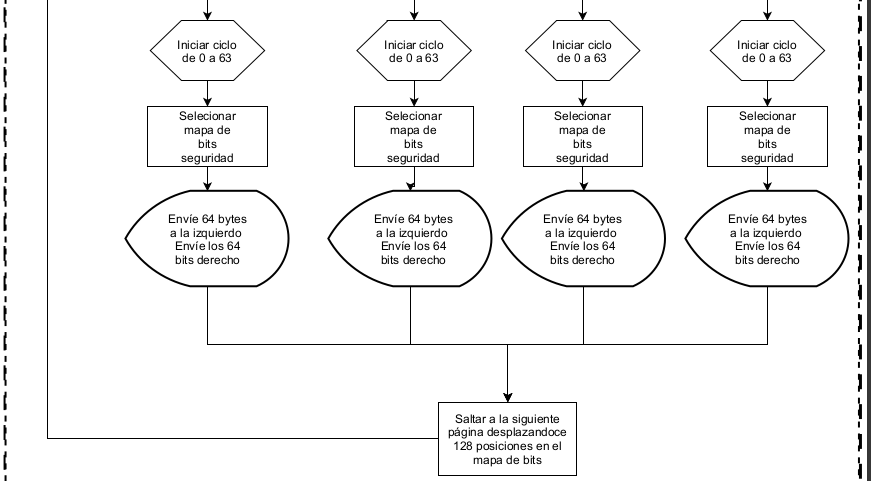 Iniciar ciclo
de 0 a 63
Iniciar ciclo
de 0 a 63
Iniciar ciclo
de 0 a 63
Iniciar ciclo
de 0 a 63
Selecionar
mapa de
bits
seguridad
Selecionar
mapa de
bits
seguridad
Selecionar
mapa de
bits
seguridad
Selecionar
mapa de
bits
seguridad
Envíe 64 bytes
a la izquierdo
Envíe los 64
bits derecho
Envíe 64 bytes
a la izquierdo
Envíe los 64
bits derecho
Envíe 64 bytes
a la izquierdo
Envíe los 64
bits derecho
Envíe 64 bytes
a la izquierdo
Envíe los 64
bits derecho
Saltar a la siguiente
página desplazandoce
128 posiciones en el
mapa de bits